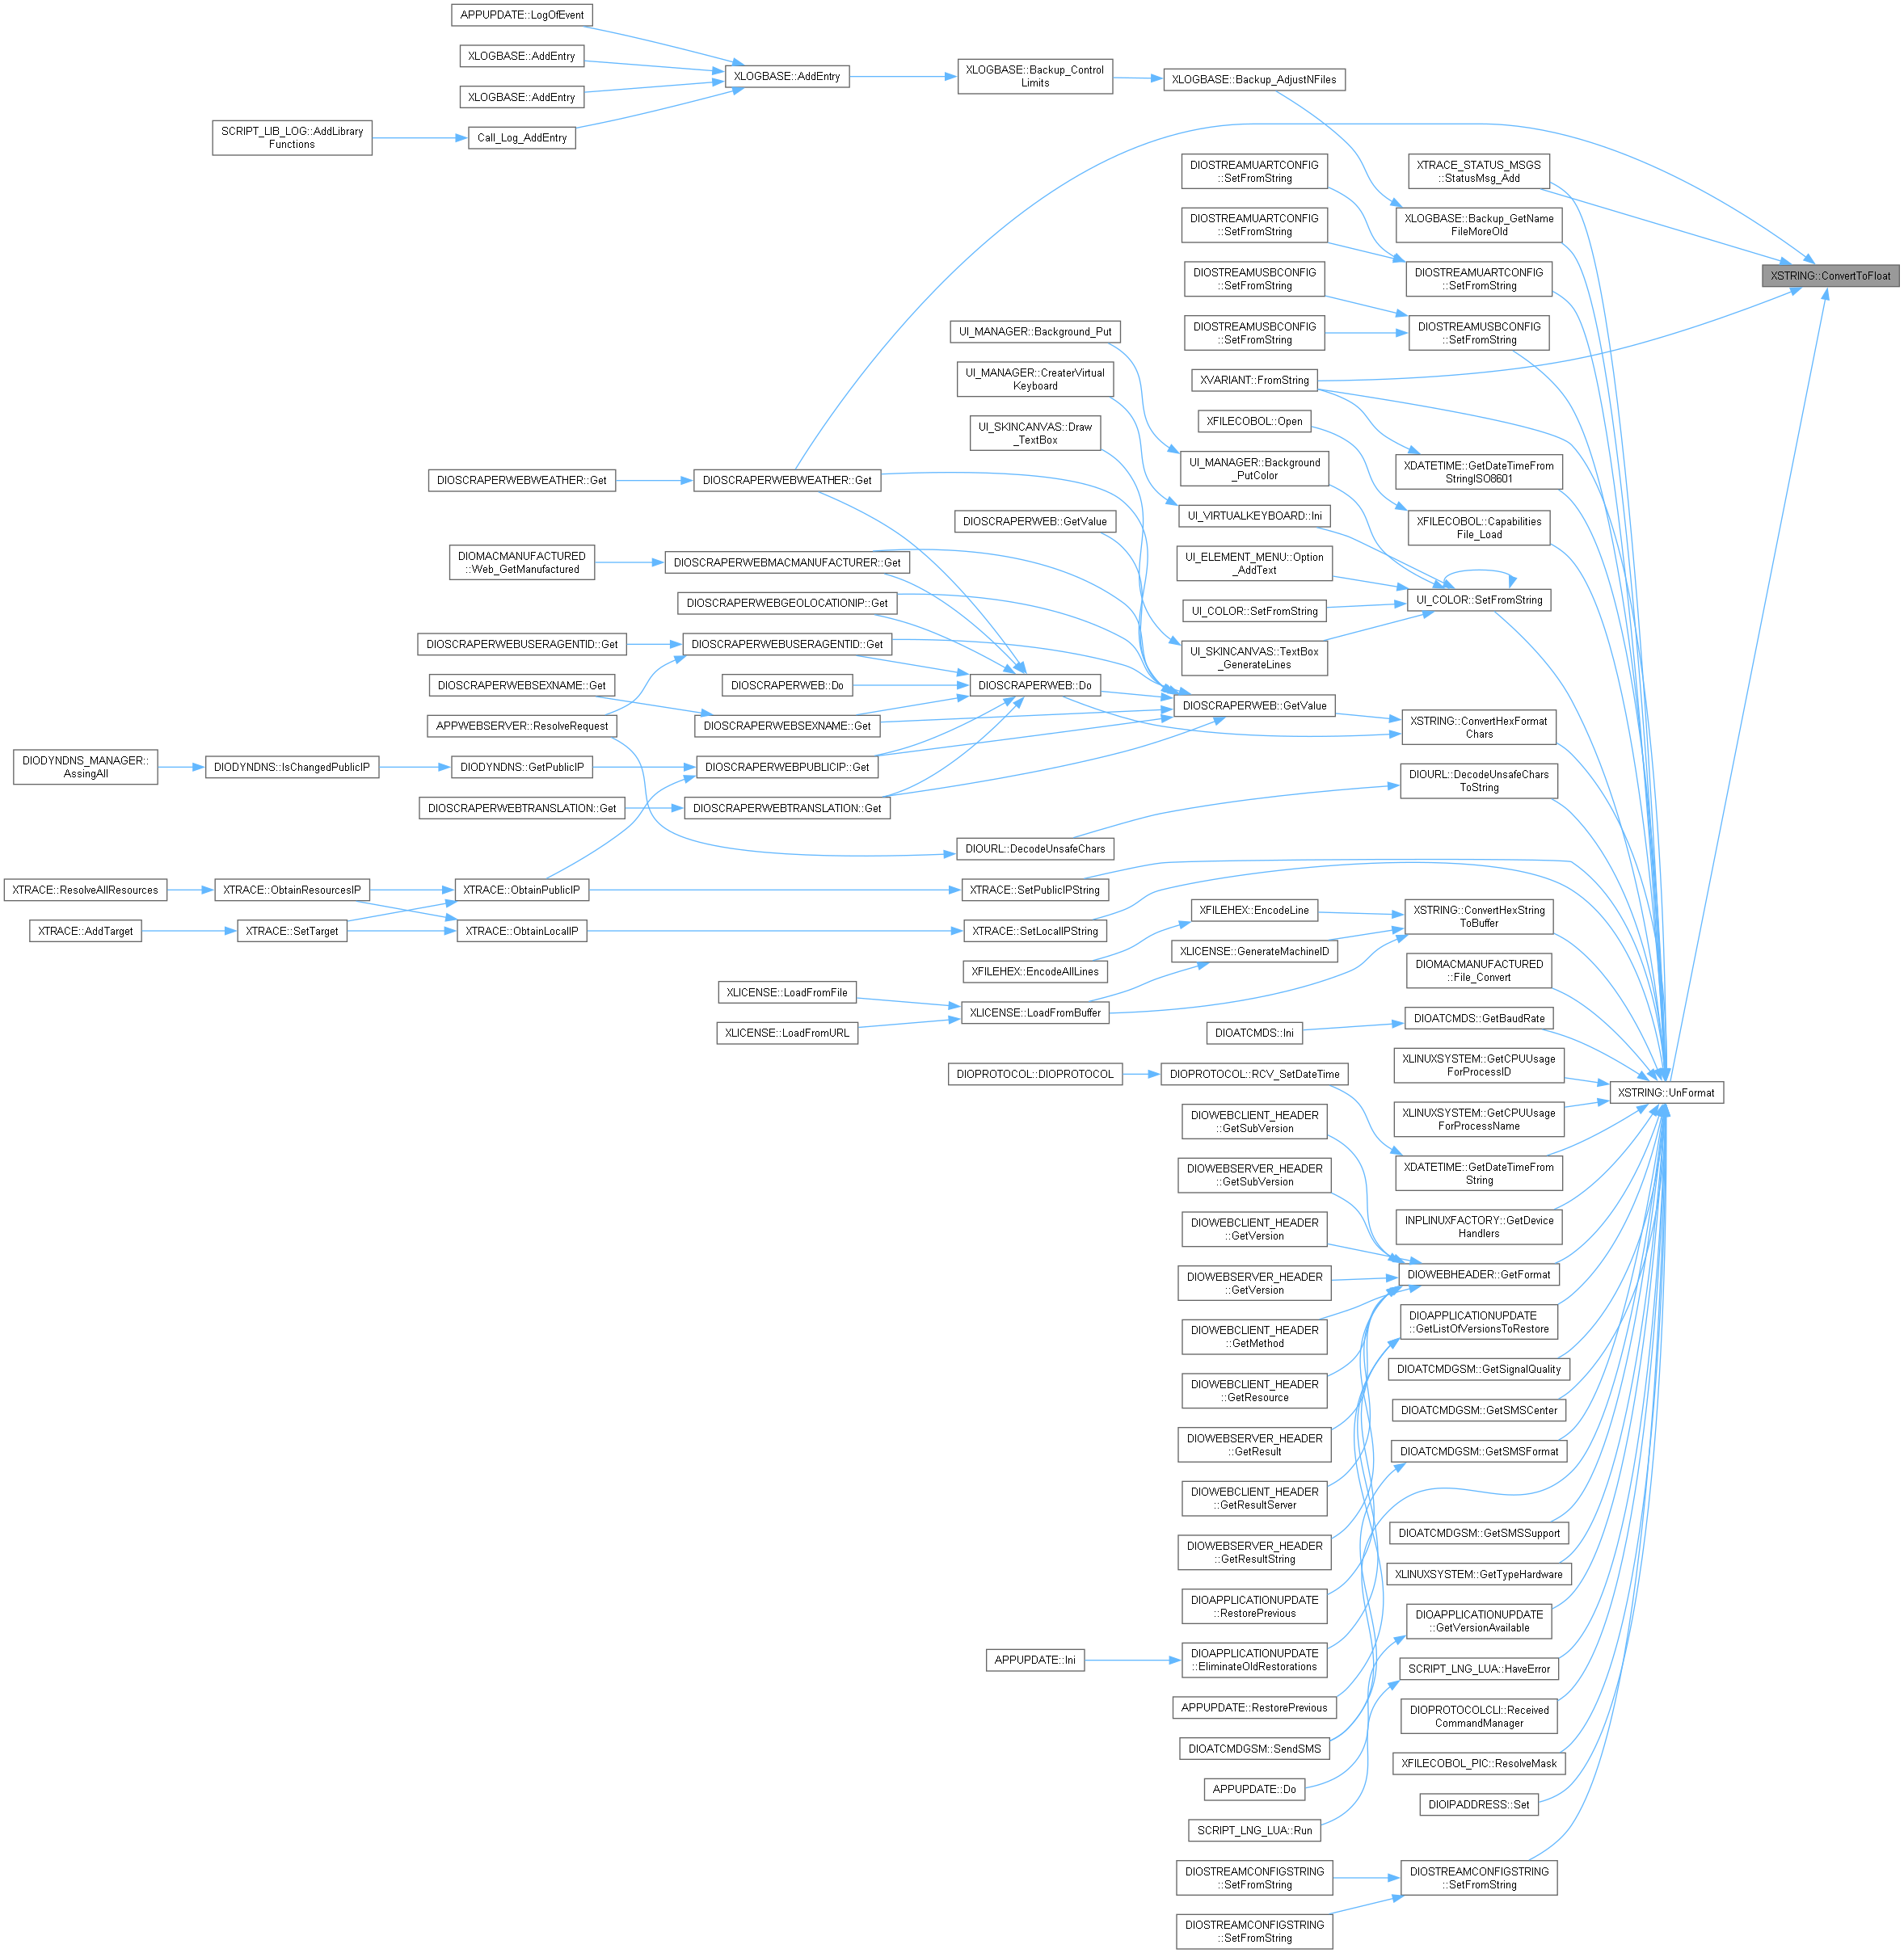 APPUPDATE::LogOfEvent
XLOGBASE::AddEntry
XLOGBASE::AddEntry
SCRIPT_LIB_LOG::AddLibrary
Functions
Call_Log_AddEntry
XLOGBASE::AddEntry
XLOGBASE::Backup_Control
Limits
XLOGBASE::Backup_AdjustNFiles
DIOSTREAMUARTCONFIG
::SetFromString
XTRACE_STATUS_MSGS
::StatusMsg_Add
DIOSTREAMUARTCONFIG
::SetFromString
XLOGBASE::Backup_GetName
FileMoreOld
DIOSTREAMUSBCONFIG
::SetFromString
DIOSTREAMUARTCONFIG
::SetFromString
XSTRING::ConvertToFloat
UI_MANAGER::Background_Put
DIOSTREAMUSBCONFIG
::SetFromString
DIOSTREAMUSBCONFIG
::SetFromString
UI_MANAGER::CreaterVirtual
Keyboard
XVARIANT::FromString
UI_SKINCANVAS::Draw
_TextBox
XFILECOBOL::Open
DIOSCRAPERWEBWEATHER::Get
DIOSCRAPERWEBWEATHER::Get
UI_MANAGER::Background
_PutColor
XDATETIME::GetDateTimeFrom
StringISO8601
DIOSCRAPERWEB::GetValue
UI_VIRTUALKEYBOARD::Ini
XFILECOBOL::Capabilities
File_Load
DIOMACMANUFACTURED
::Web_GetManufactured
DIOSCRAPERWEBMACMANUFACTURER::Get
UI_ELEMENT_MENU::Option
_AddText
DIOSCRAPERWEBGEOLOCATIONIP::Get
UI_COLOR::SetFromString
UI_COLOR::SetFromString
DIOSCRAPERWEBUSERAGENTID::Get
DIOSCRAPERWEBUSERAGENTID::Get
UI_SKINCANVAS::TextBox
_GenerateLines
DIOSCRAPERWEBSEXNAME::Get
DIOSCRAPERWEB::Do
DIOSCRAPERWEB::Do
DIOSCRAPERWEB::GetValue
APPWEBSERVER::ResolveRequest
DIOSCRAPERWEBSEXNAME::Get
XSTRING::ConvertHexFormat
Chars
DIODYNDNS_MANAGER::
AssingAll
DIODYNDNS::IsChangedPublicIP
DIODYNDNS::GetPublicIP
DIOSCRAPERWEBPUBLICIP::Get
DIOURL::DecodeUnsafeChars
ToString
DIOSCRAPERWEBTRANSLATION::Get
DIOSCRAPERWEBTRANSLATION::Get
DIOURL::DecodeUnsafeChars
XTRACE::ResolveAllResources
XTRACE::ObtainResourcesIP
XTRACE::ObtainPublicIP
XTRACE::SetPublicIPString
XTRACE::AddTarget
XTRACE::SetTarget
XTRACE::ObtainLocalIP
XTRACE::SetLocalIPString
XFILEHEX::EncodeLine
XSTRING::ConvertHexString
ToBuffer
XLICENSE::GenerateMachineID
XFILEHEX::EncodeAllLines
DIOMACMANUFACTURED
::File_Convert
XLICENSE::LoadFromFile
XLICENSE::LoadFromURL
XLICENSE::LoadFromBuffer
DIOATCMDS::Ini
DIOATCMDS::GetBaudRate
DIOPROTOCOL::DIOPROTOCOL
DIOPROTOCOL::RCV_SetDateTime
XLINUXSYSTEM::GetCPUUsage
ForProcessID
XSTRING::UnFormat
DIOWEBCLIENT_HEADER
::GetSubVersion
XLINUXSYSTEM::GetCPUUsage
ForProcessName
DIOWEBSERVER_HEADER
::GetSubVersion
XDATETIME::GetDateTimeFrom
String
DIOWEBCLIENT_HEADER
::GetVersion
INPLINUXFACTORY::GetDevice
Handlers
DIOWEBSERVER_HEADER
::GetVersion
DIOWEBHEADER::GetFormat
DIOWEBCLIENT_HEADER
::GetMethod
DIOAPPLICATIONUPDATE
::GetListOfVersionsToRestore
DIOWEBCLIENT_HEADER
::GetResource
DIOATCMDGSM::GetSignalQuality
DIOATCMDGSM::GetSMSCenter
DIOWEBSERVER_HEADER
::GetResult
DIOATCMDGSM::GetSMSFormat
DIOWEBCLIENT_HEADER
::GetResultServer
DIOATCMDGSM::GetSMSSupport
DIOWEBSERVER_HEADER
::GetResultString
XLINUXSYSTEM::GetTypeHardware
DIOAPPLICATIONUPDATE
::RestorePrevious
DIOAPPLICATIONUPDATE
::GetVersionAvailable
APPUPDATE::Ini
DIOAPPLICATIONUPDATE
::EliminateOldRestorations
SCRIPT_LNG_LUA::HaveError
APPUPDATE::RestorePrevious
DIOPROTOCOLCLI::Received
CommandManager
DIOATCMDGSM::SendSMS
XFILECOBOL_PIC::ResolveMask
APPUPDATE::Do
DIOIPADDRESS::Set
SCRIPT_LNG_LUA::Run
DIOSTREAMCONFIGSTRING
::SetFromString
DIOSTREAMCONFIGSTRING
::SetFromString
DIOSTREAMCONFIGSTRING
::SetFromString